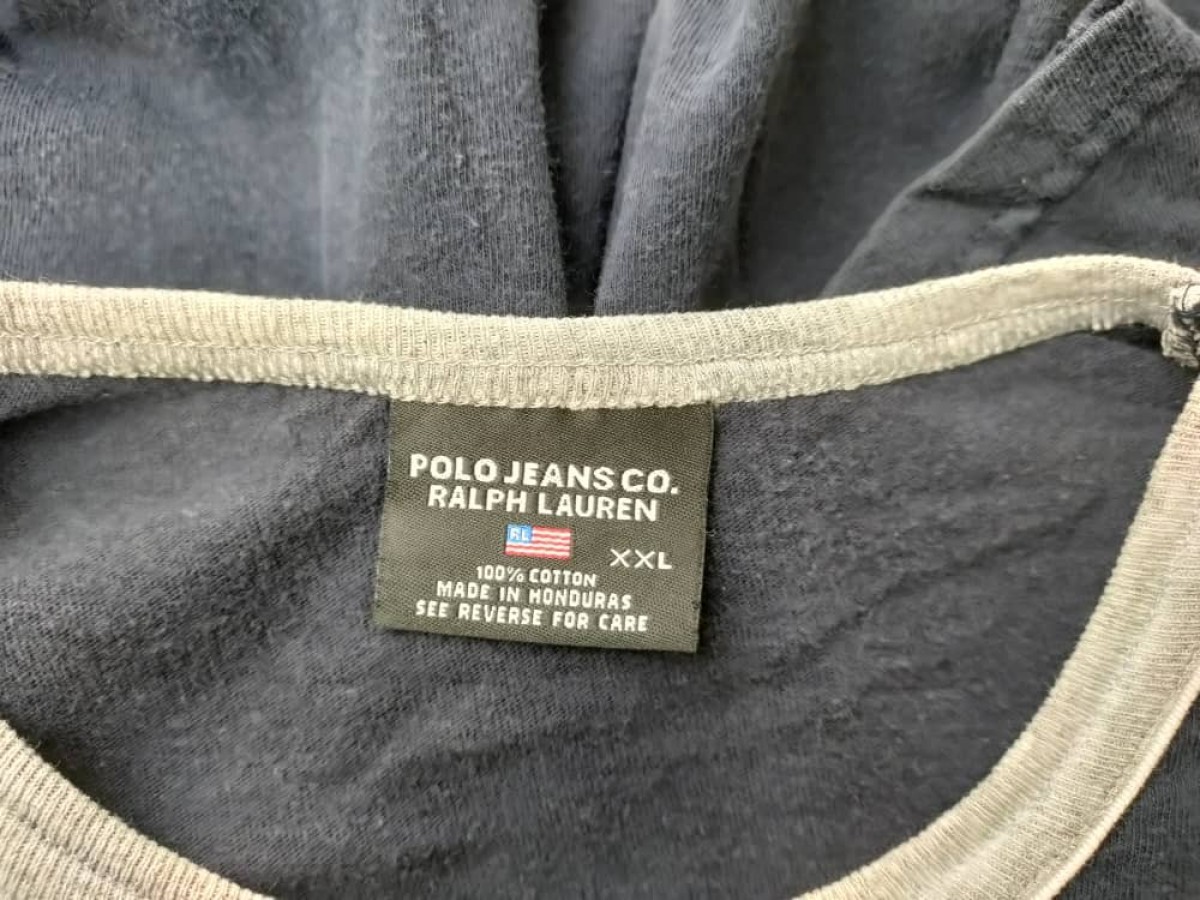 POLO JEANS CO.
RALPH LAUREN
RL
XXL
100% COTTON
MADE IN HONDURAS
SEE REVERSE FOR CARE